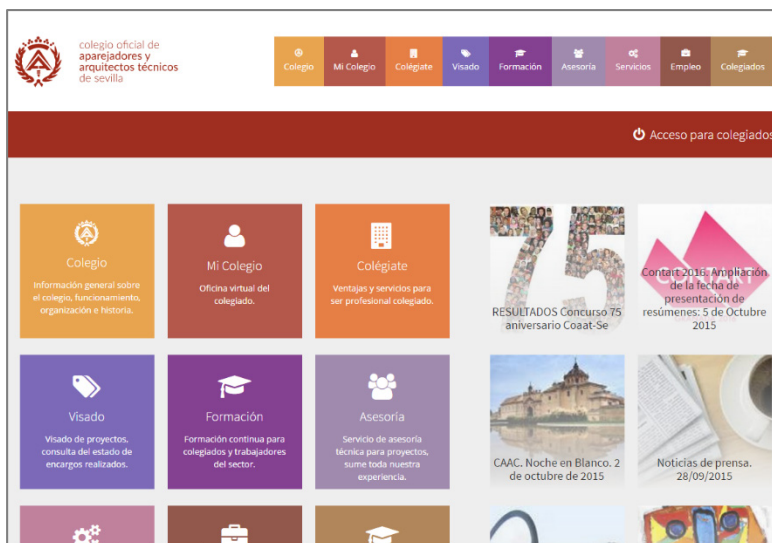 colegio oficial de
aparejadores y
arquitectos técnicos
de sevilla
Colegio
Mi Colegio
Colégiate
Visado
Formación
Asesoría
Servicios
Empleo
Colegiados
Acceso para colegiados
Colegio
Información general sobre
el colegio, funcionamiento,
organización e historia.
Mi Colegio
Oficina virtual del
colegiado.
Colégiate
Ventajas y servicios para
ser profesional colegiado.
75
RESULTADOS Concurso 75
aniversario Coaat-Se
CONTART
Contart 2016. Ampliación
de la fecha de
presentación de
resúmenes: 5 de Octubre
2015
Visado
Visado de proyectos,
consulta del estado de
encargos realizados.
Formación
Formación continua para
colegiados y trabajadores
del sector.
Asesoría
Servicio de asesoría
técnica para proyectos,
sume toda nuestra
experiencia.
CAAC. Noche en Blanco. 2
de octubre de 2015
Noticias de prensa.
28/09/2015